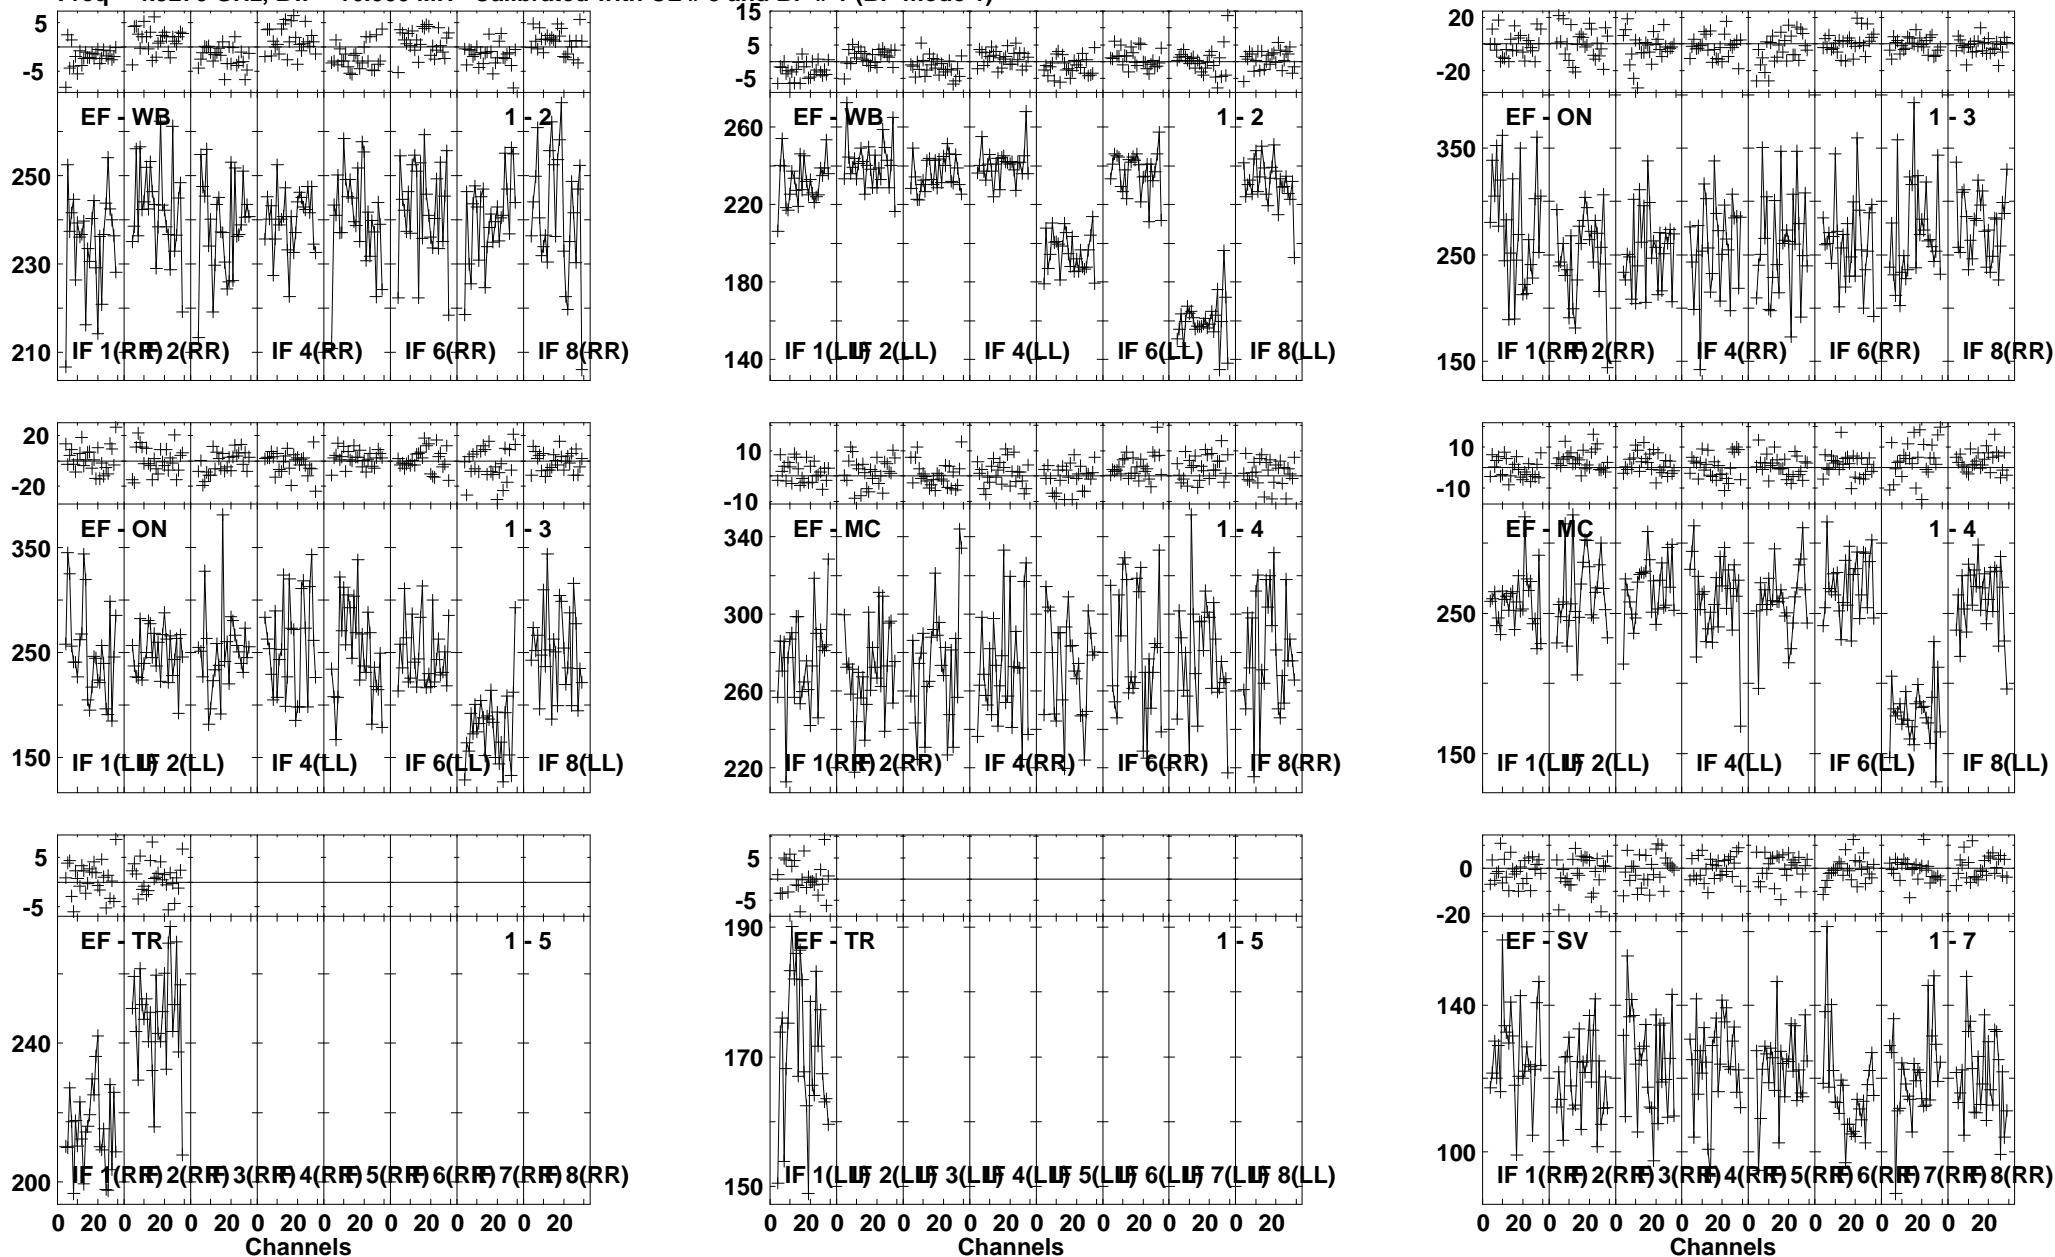 5
-5
EF - WB 1 - 2
250
230
210
IF 1(RR) IF 2(RR) IF 4(RR) IF 6(RR) IF 8(RR)
15
5
-5
EF - WB 1 - 2
260
220
180
140
IF 1(LL) IF 2(LL) IF 4(LL) IF 6(LL) IF 8(LL)
20
-20
EF - ON 1 - 3
350
250
150
IF 1(RR) IF 2(RR) IF 4(RR) IF 6(RR) IF 8(RR)
20
-20
EF - ON 1 - 3
350
250
150
IF 1(LL) IF 2(LL) IF 4(LL) IF 6(LL) IF 8(LL)
10
-10
EF - MC 1 - 4
340
300
260
220
IF 1(RR) IF 2(RR) IF 4(RR) IF 6(RR) IF 8(RR)
10
-10
EF - MC 1 - 4
250
150
IF 1(LL) IF 2(LL) IF 4(LL) IF 6(LL) IF 8(LL)
5
-5
EF - TR 1 - 5
240
200
IF 1(RR) IF 2(RR) IF 3(RR) IF 4(RR) IF 5(RR) IF 6(RR) IF 7(RR) IF 8(RR)
0 20 0 20 0 20 0 20 0 20 0 20 0 20 0 20
Channels
5
-5
EF - TR 1 - 5
190
170
150
IF 1(LL) IF 2(LL) IF 3(LL) IF 4(LL) IF 5(LL) IF 6(LL) IF 7(LL) IF 8(LL)
0 20 0 20 0 20 0 20 0 20 0 20 0 20 0 20
Channels
0
-20
EF - SV 1 - 7
140
100
IF 1(RR) IF 2(RR) IF 3(RR) IF 4(RR) IF 5(RR) IF 6(RR) IF 7(RR) IF 8(RR)
0 20 0 20 0 20 0 20 0 20 0 20 0 20 0 20
Channels